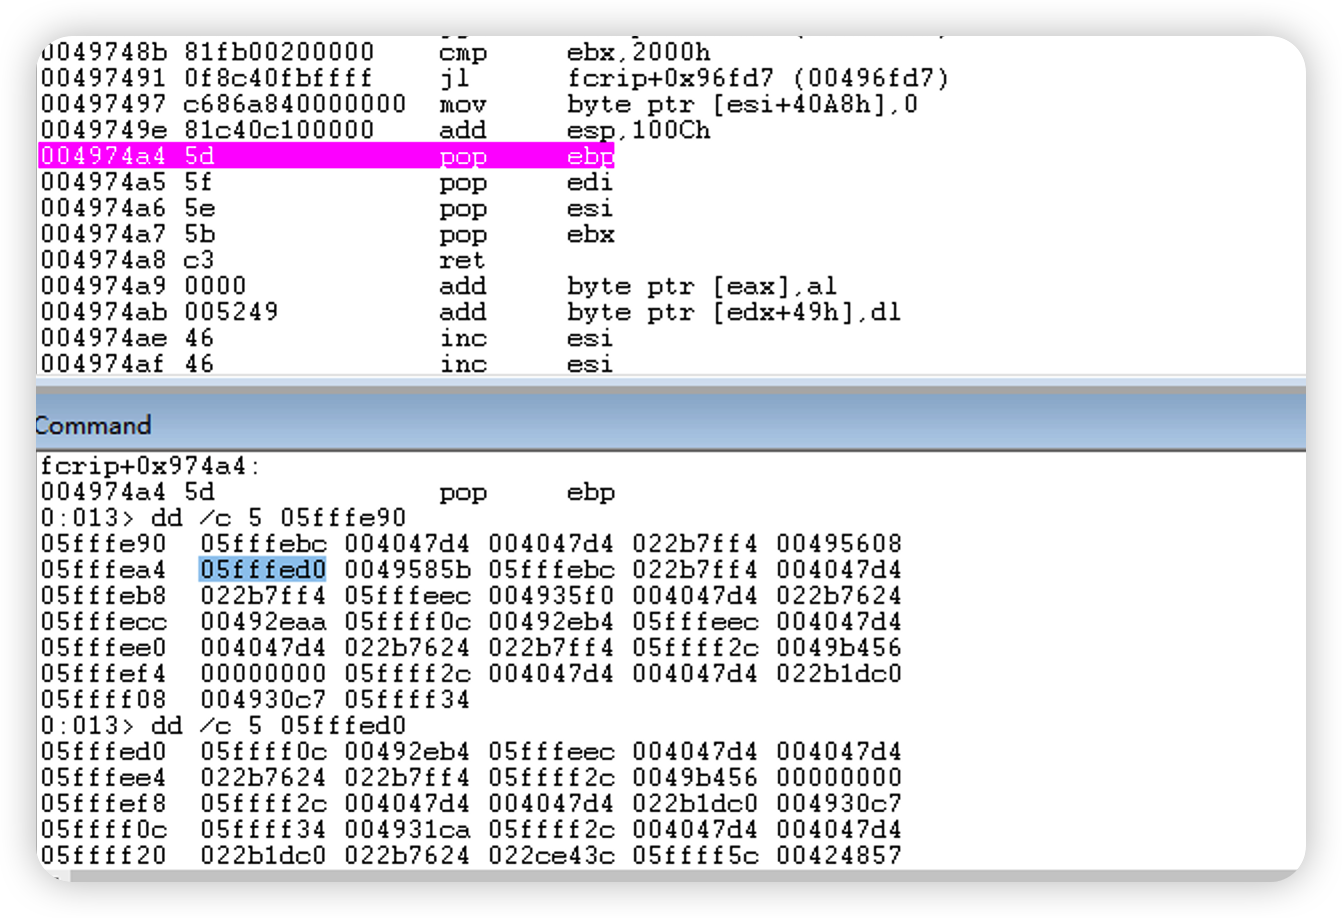 0049748b 81fb00200000 cmp ebx,2000h
00497491 0f8c40fbffff jl fcrip+0x96fd7 (00496fd7)
00497497 c686a840000000 mov byte ptr [esi+40A8h],0
0049749e 81c40c100000 add esp,100Ch
004974a4 5d pop ebp
004974a5 5f pop edi
004974a6 5e pop esi
004974a7 5b pop ebx
004974a8 c3 ret
004974a9 0000 add byte ptr [eax],al
004974ab 005249 add byte ptr [edx+49h],dl
004974ae 46 inc esi
004974af 46 inc esi
Command
fcrip+0x974a4:
004974a4 5d pop ebp
0:013> dd /c 5 05fffe90
05fffe90 05fffebc 004047d4 004047d4 022b7ff4 00495608
05fffea4 05fffed0 0049585b 05fffebc 022b7ff4 004047d4
05fffeb8 022b7ff4 05fffeec 004935f0 004047d4 022b7624
05fffecc 00492eaa 05ffff0c 00492eb4 05fffeec 004047d4
05fffee0 004047d4 022b7624 022b7ff4 05ffff2c 0049b456
05fffef4 00000000 05ffff2c 004047d4 004047d4 022b1dc0
05ffff08 004930c7 05ffff34
0:013> dd /c 5 05fffed0
05fffed0 05ffff0c 00492eb4 05fffeec 004047d4 004047d4
05fffee4 022b7624 022b7ff4 05ffff2c 0049b456 00000000
05fffef8 05ffff2c 004047d4 004047d4 022b1dc0 004930c7
05ffff0c 05ffff34 004931ca 05ffff2c 004047d4 004047d4
05ffff20 022b1dc0 022b7624 022ce43c 05ffff5c 00424857